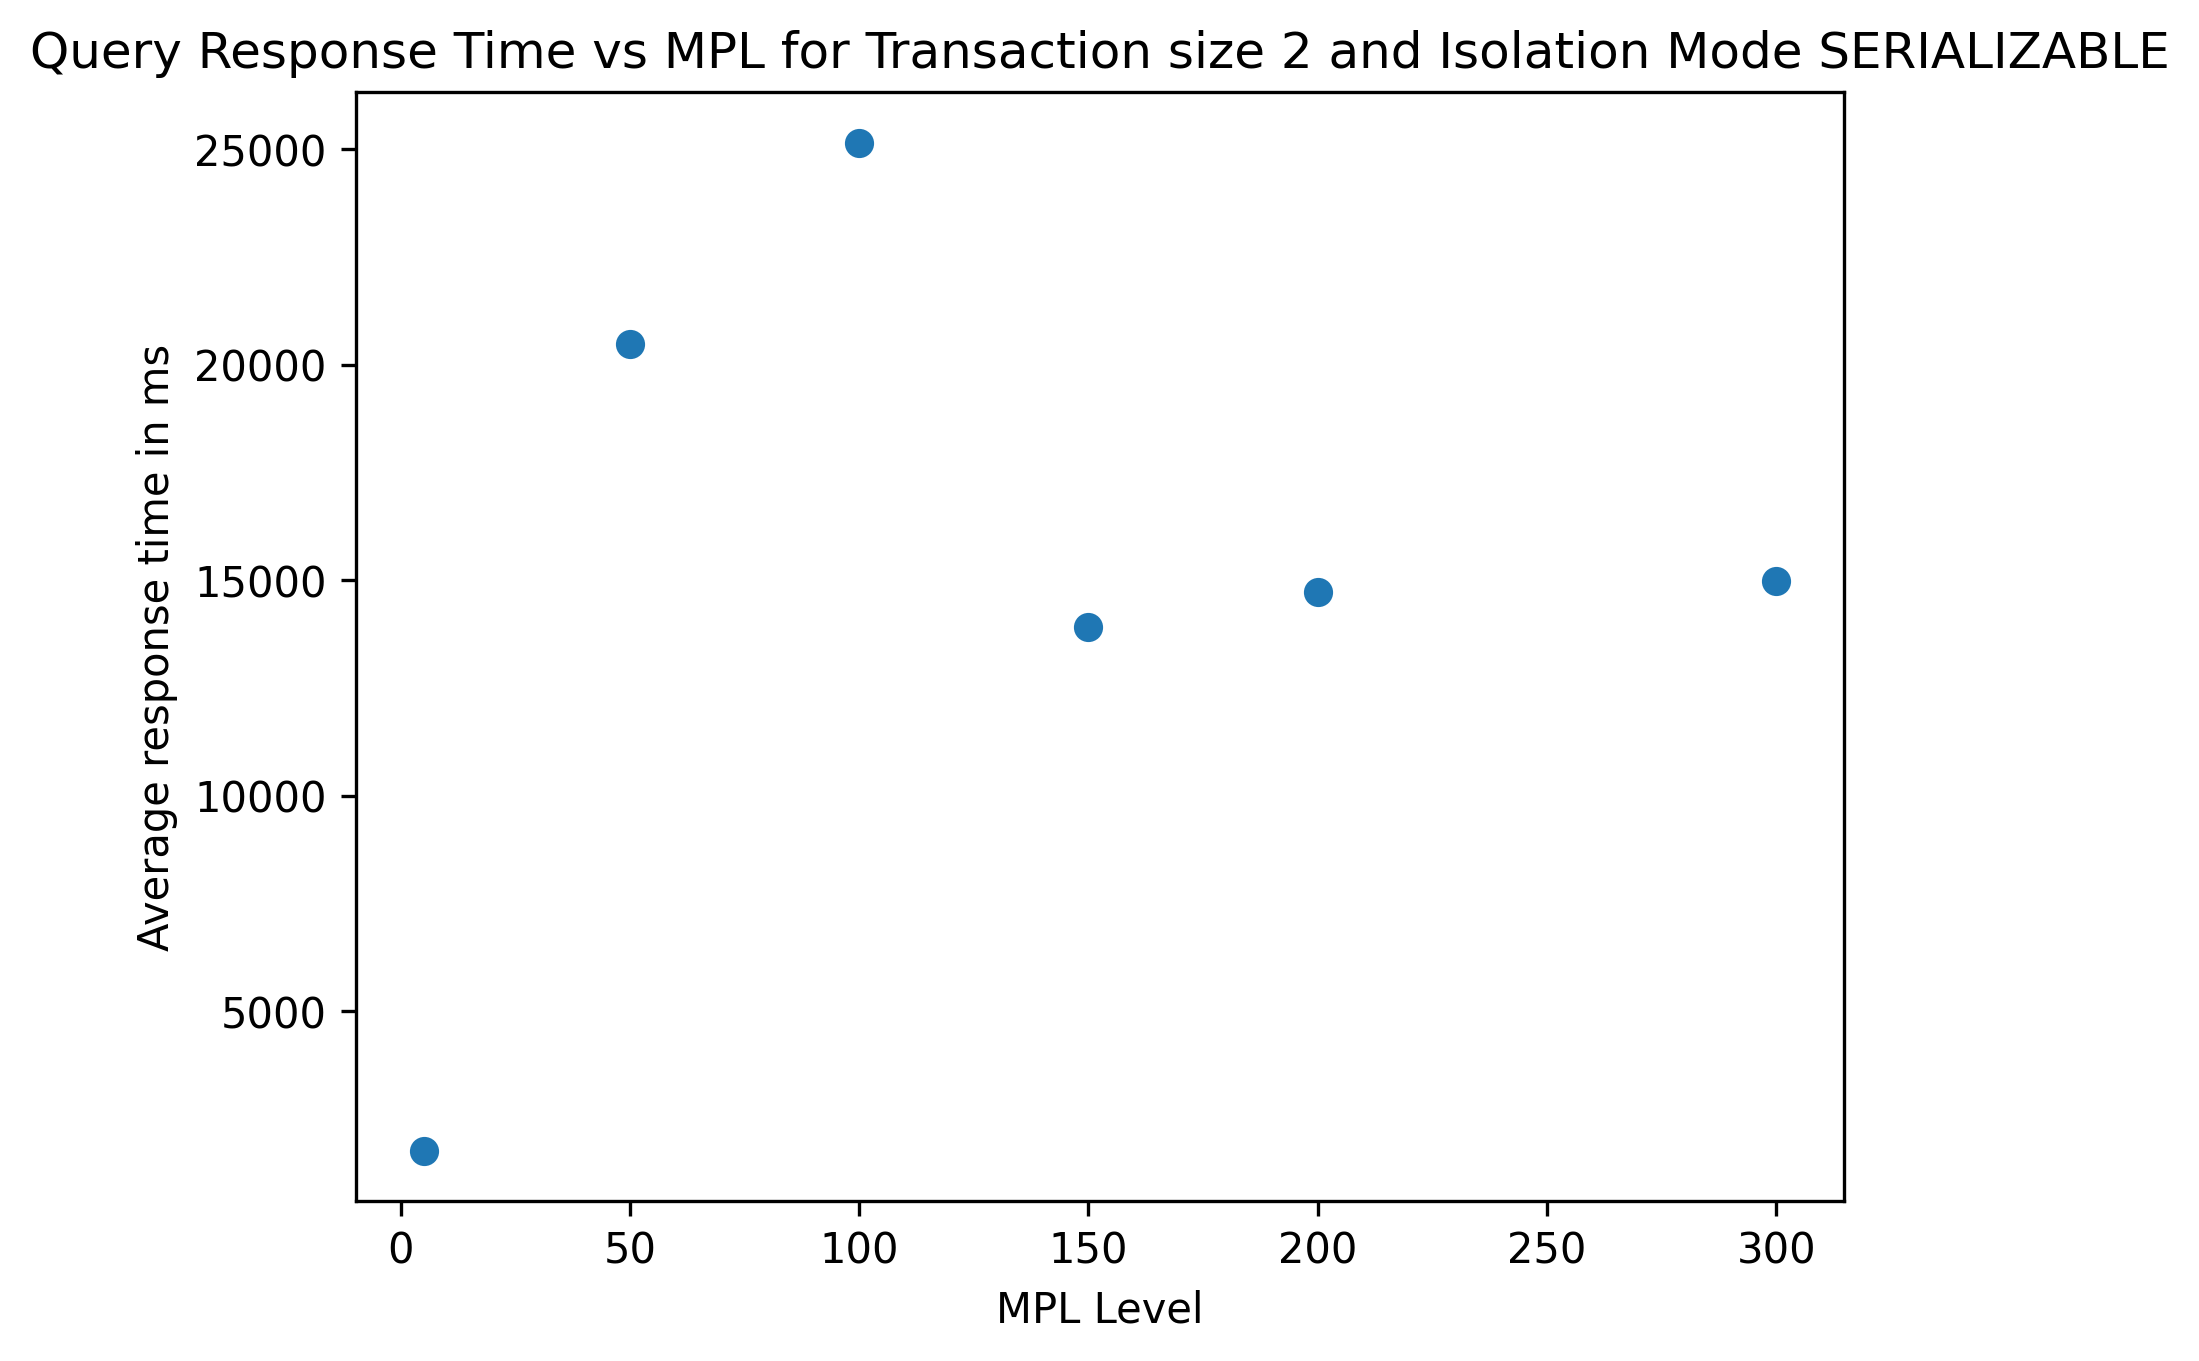 Query Response Time vs MPL for Transaction size 2 and Isolation Mode SERIALIZABLE
Average response time in ms
25000
20000
15000
10000
5000
0 50 100 150 200 250 300
MPL Level